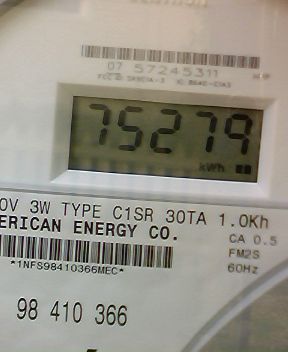 07 57245311
75279
kWh
0V 3W TYPE C1SR 30TA 1.0Kh
ERICAN ENERGY CO.
CA 0.5
FM2S
*1NFS98410366MEC*
60Hz
98 410 366